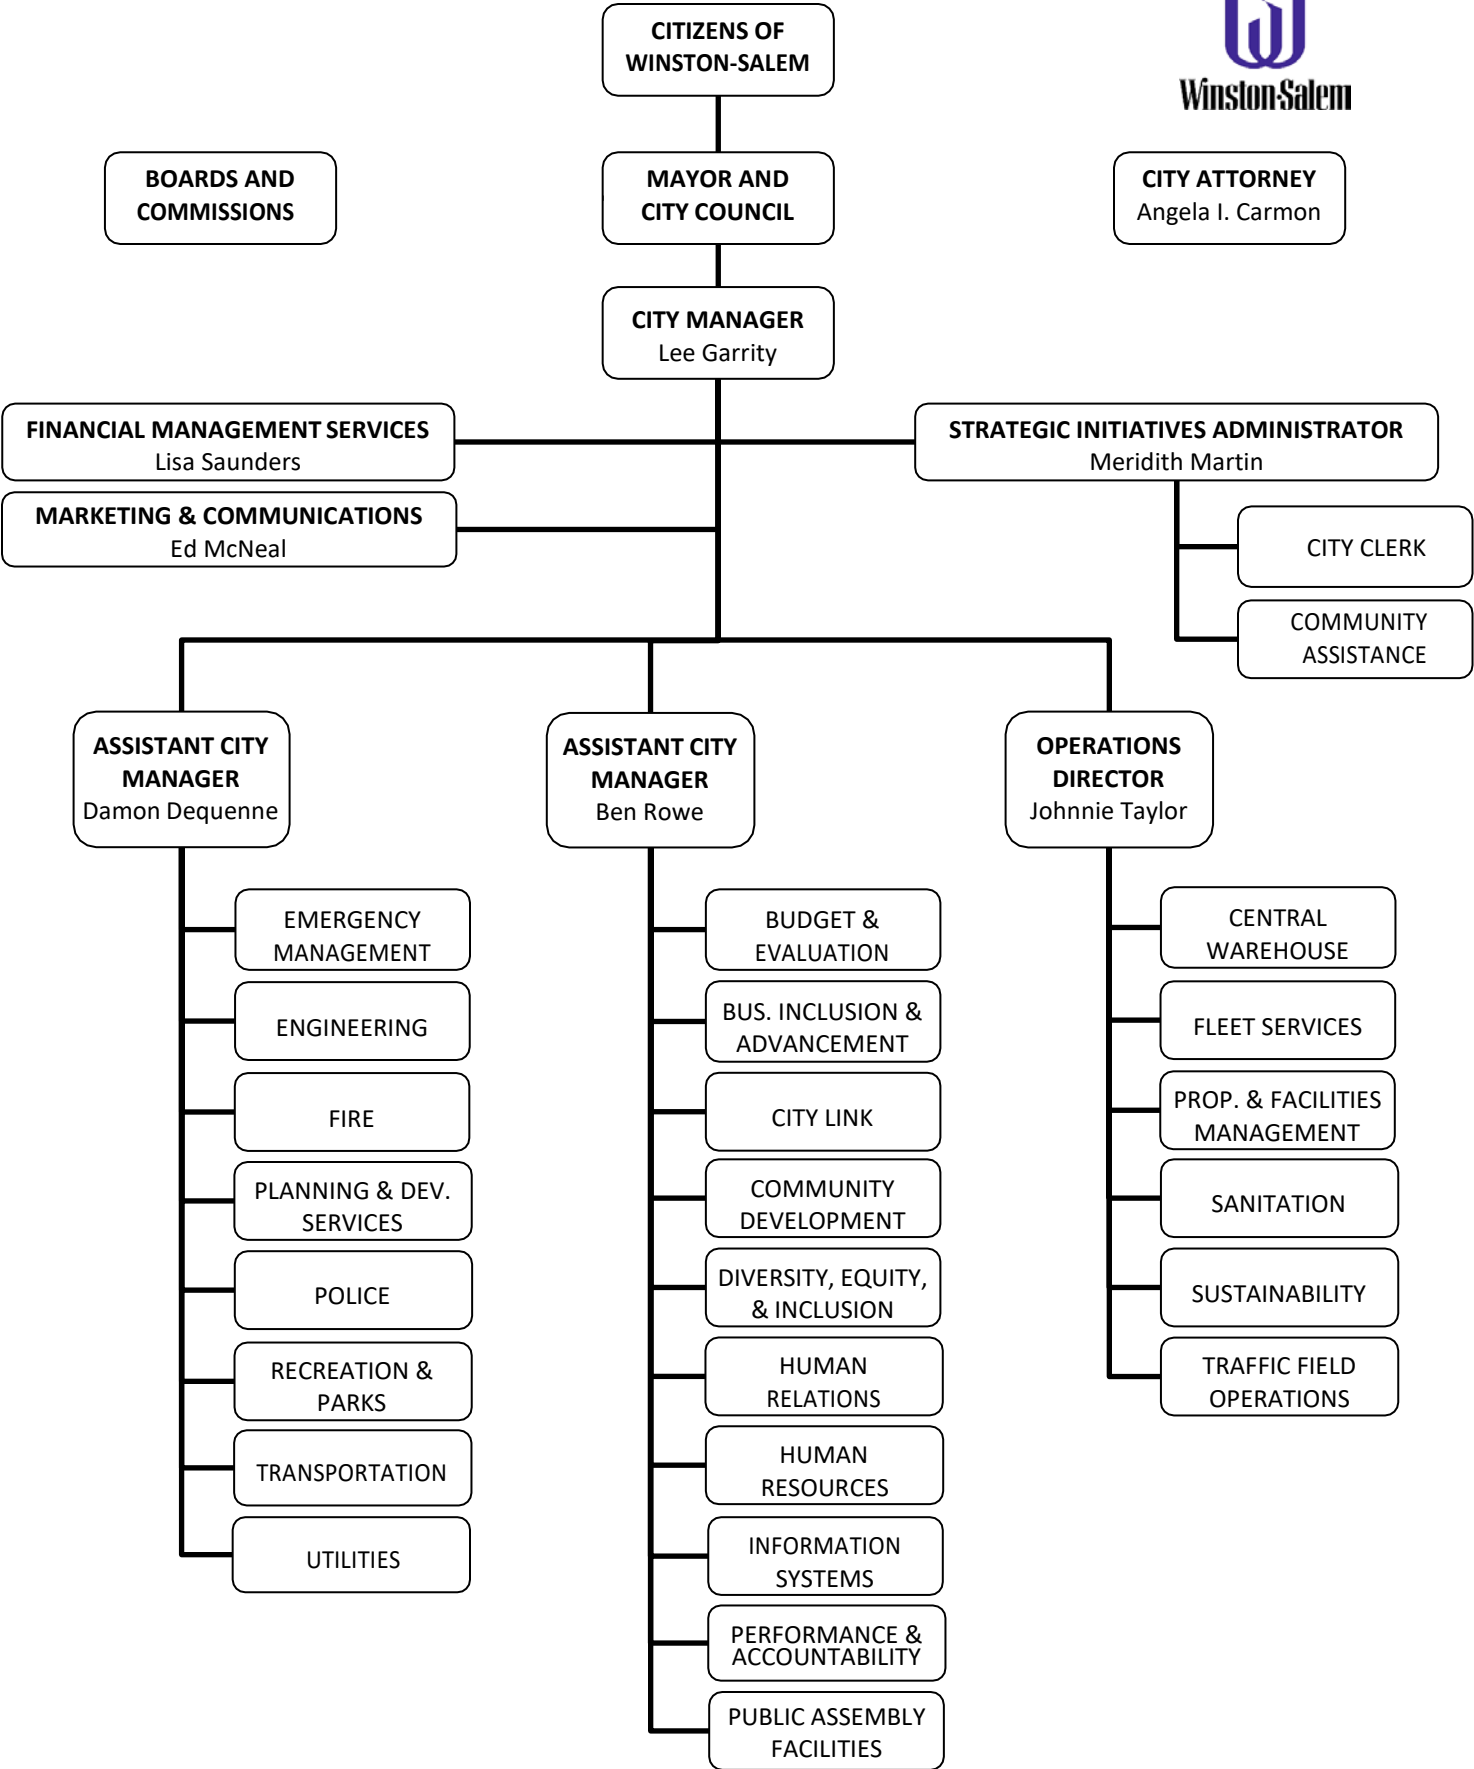 CITIZENS OF
WINSTON-SALEM
Winston-Salem
BOARDS AND
COMMISSIONS
MAYOR AND
CITY COUNCIL
CITY ATTORNEY
Angela I. Carmon
CITY MANAGER
Lee Garrity
FINANCIAL MANAGEMENT SERVICES
Lisa Saunders
STRATEGIC INITIATIVES ADMINISTRATOR
Meridith Martin
MARKETING & COMMUNICATIONS
Ed McNeal
CITY CLERK
COMMUNITY
ASSISTANCE
ASSISTANT CITY
MANAGER
Damon Dequenne
ASSISTANT CITY
MANAGER
Ben Rowe
OPERATIONS
DIRECTOR
Johnnie Taylor
EMERGENCY
MANAGEMENT
ENGINEERING
FIRE
PLANNING & DEV.
SERVICES
POLICE
RECREATION &
PARKS
TRANSPORTATION
UTILITIES
BUDGET &
EVALUATION
BUS. INCLUSION &
ADVANCEMENT
CITY LINK
COMMUNITY
DEVELOPMENT
DIVERSITY, EQUITY,
& INCLUSION
HUMAN
RELATIONS
HUMAN
RESOURCES
INFORMATION
SYSTEMS
PERFORMANCE &
ACCOUNTABILITY
PUBLIC ASSEMBLY
FACILITIES
CENTRAL
WAREHOUSE
FLEET SERVICES
PROP. & FACILITIES
MANAGEMENT
SANITATION
SUSTAINABILITY
TRAFFIC FIELD
OPERATIONS